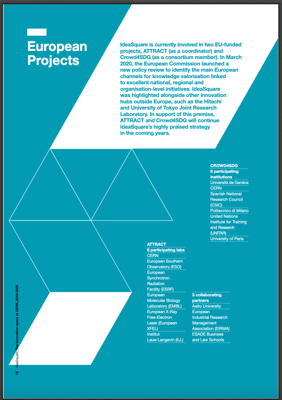 European
Projects
IdeaSquare is currently involved in two EU-funded
projects, ATTRACT (as a coordinator) and
Crowd4SDG (as a consortium member). In March
2020, the European Commission launched a
new policy review to identify the main European
channels for knowledge valorisation linked
to excellent national, regional and
organisation-level initiatives. IdeaSquare
was highlighted alongside other innovation
hubs outside Europe, such as the Hitachi
and University of Tokyo Joint Research
Laboratory. In support of this premise,
ATTRACT and Crowd4SDG will continue
IdeaSquare's highly praised strategy
in the coming years.
CROWD4SDG
6 participating
institutions
Université de Genève
CERN
Spanish National
Research Council
(CSIC)
Politecnico di Milano
United Nations
Institute for Training
and Research
(UNITAR)
University of Paris
ATTRACT
6 participating labs
CERN
European Southern
Observatory (ESO)
European
Synchrotron
Radiation
Facility (ESRF)
European
Molecular Biology
Laboratory (EMBL)
European X-Ray
Free-Electron
Laser (European
XFEL)
Institut
Laue-Langevin (ILL)
3 collaborating
partners
Aalto University
European
Industrial Research
Management
Association (EIRMA)
ESADE Business
and Law Schools